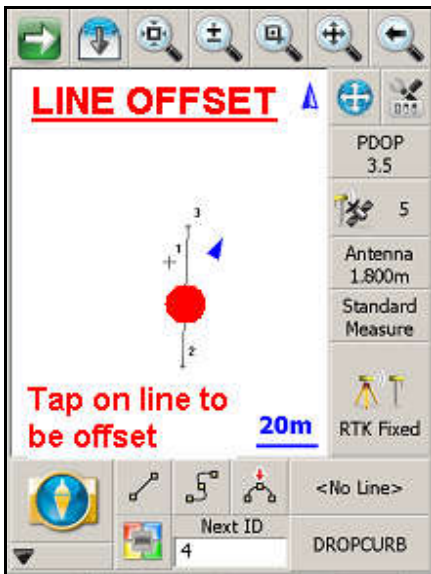 LINE OFFSET
PDOP
3.5
5
Antenna
1.800m
Standard
Measure
3
1
2
Tap on line to
be offset
20m
RTK Fixed
<No Line>
Next ID
4
DROPCURB